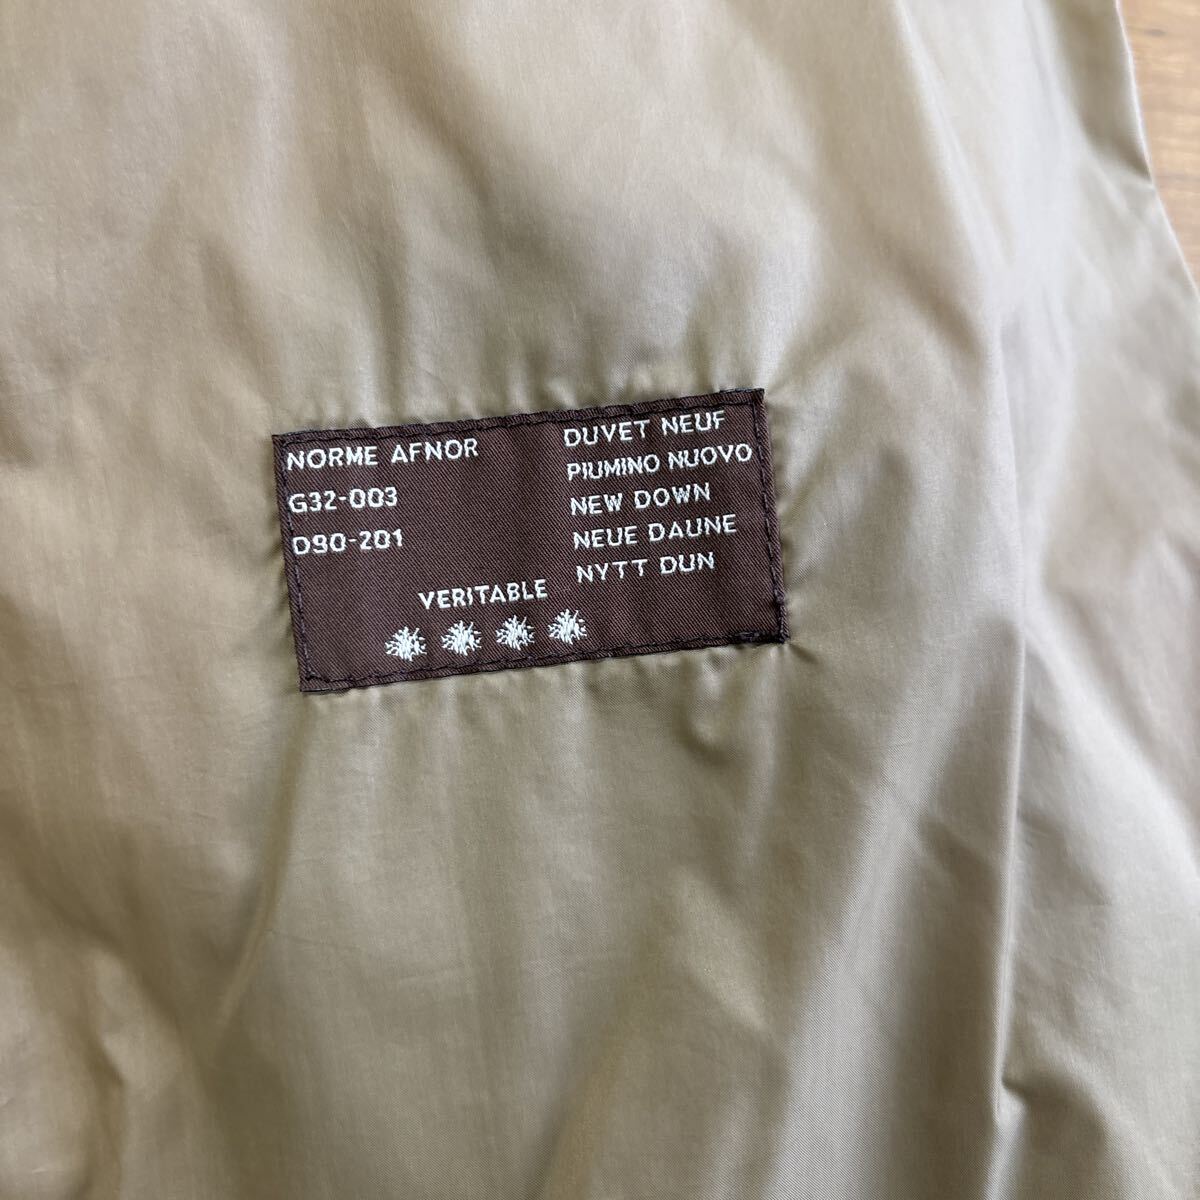 NORME AFNOR
G32-003
D90-201
DUVET NEUF
PIUMINO NUOVO
NEW DOWN
NEUE DAUNE
NYTT DUN
VERITABLE